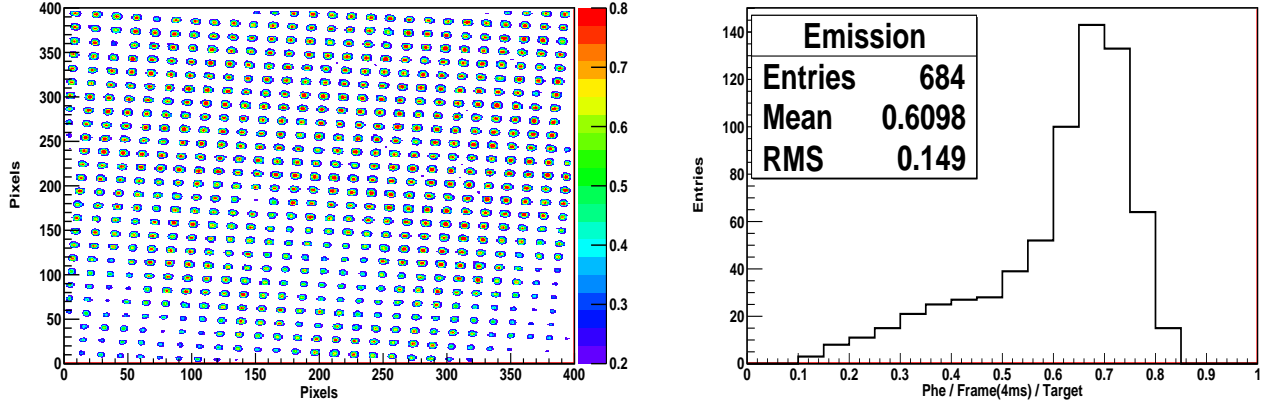 400
350
300
250
200
150
100
50
0
Pixels
0 50 100 150 200 250 300 350 400
Pixels
0.8
0.7
0.6
0.5
0.4
0.3
0.2
Emission
Entries 684
Mean 0.6098
RMS 0.149
140
120
100
80
60
40
20
0
Entries
0 0.1 0.2 0.3 0.4 0.5 0.6 0.7 0.8 0.9 1
Phe / Frame(4ms) / Target